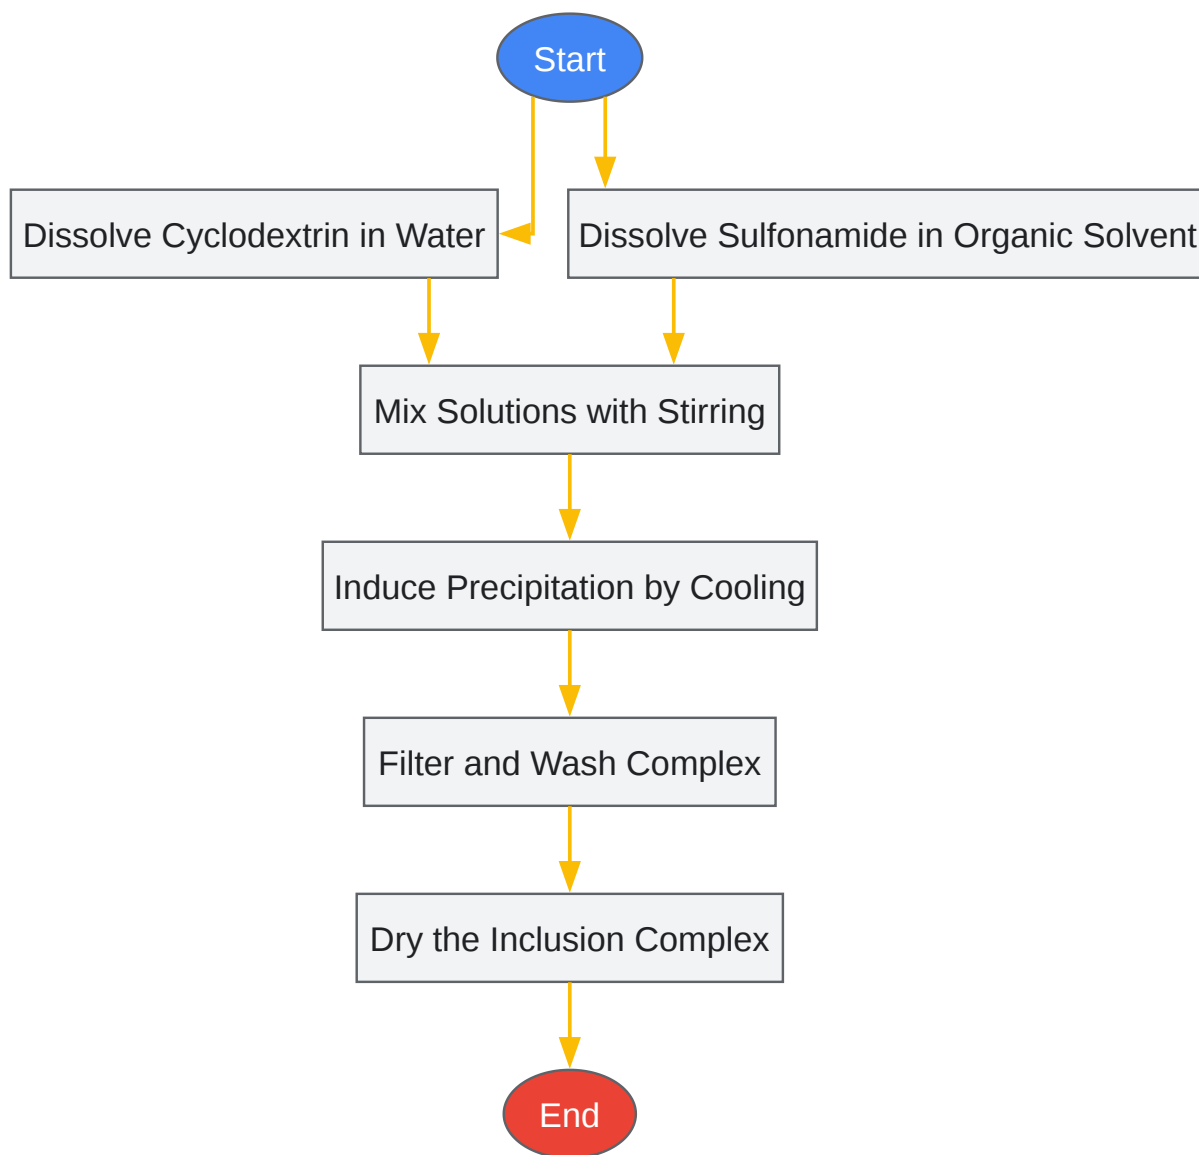 Start
Dissolve Cyclodextrin in Water
Dissolve Sulfonamide in Organic Solvent
Mix Solutions with Stirring
Induce Precipitation by Cooling
Filter and Wash Complex
Dry the Inclusion Complex
End